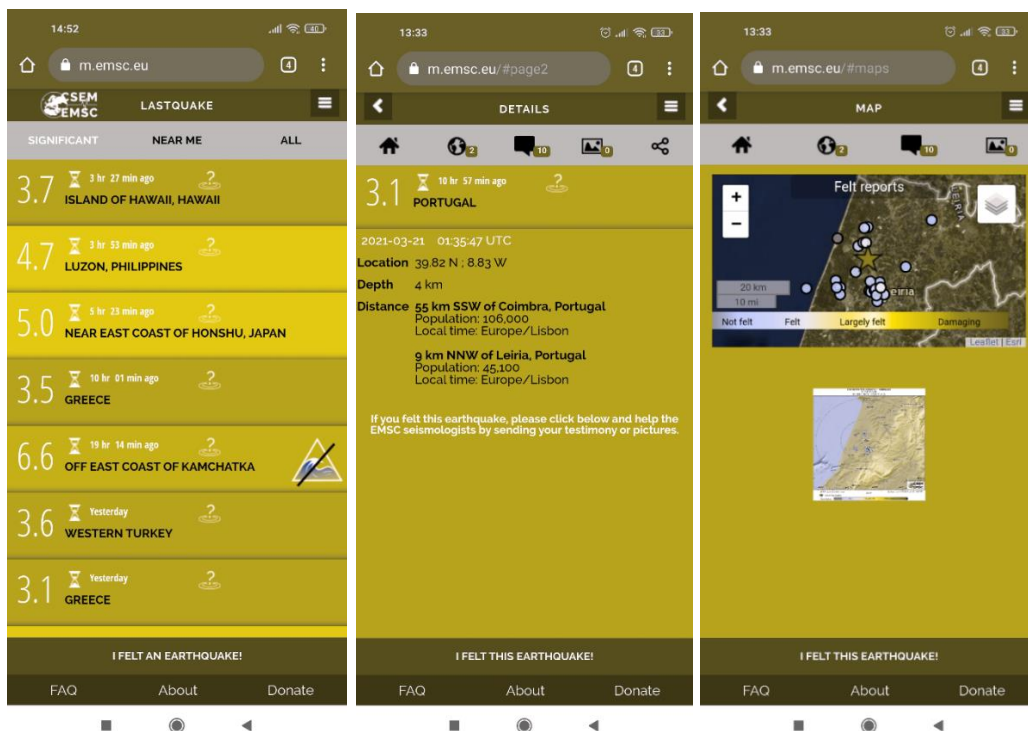 14:52
40
m.emsc.eu
4
CSEM
EMSC
LASTQUAKE
SIGNIFICANT NEAR ME ALL
3.7
3 hr 27 min ago
?
ISLAND OF HAWAII, HAWAII
4.7
3 hr 53 min ago
?
LUZON, PHILIPPINES
5.0
5 hr 23 min ago
?
NEAR EAST COAST OF HONSHU, JAPAN
3.5
10 hr 01 min ago
?
GREECE
6.6
19 hr 14 min ago
?
OFF EAST COAST OF KAMCHATKA
3.6
Yesterday
?
WESTERN TURKEY
3.1
Yesterday
?
GREECE
I FELT AN EARTHQUAKE!
FAQ About Donate
13:33
33
m.emsc.eu/#page2
4
DETAILS
2 10 0
3.1
10 hr 57 min ago
?
PORTUGAL
2021-03-21 01:35:47 UTC
Location 39.82 N ; 8.83 W
Depth 4 km
Distance 55 km SSW of Coimbra, Portugal
Population: 106,000
Local time: Europe/Lisbon
9 km NNW of Leiria, Portugal
Population: 45,100
Local time: Europe/Lisbon
If you felt this earthquake, please click below and help the
EMSC seismologists by sending your testimony or pictures.
I FELT THIS EARTHQUAKE!
FAQ About Donate
13:33
33
m.emsc.eu/#maps
4
MAP
2 10 0
+
−
Felt reports
LEIRIA
eiria
20 km
10 mi
Not felt Felt Largely felt Damaging
Leaflet | Esri
I FELT THIS EARTHQUAKE!
FAQ About Donate